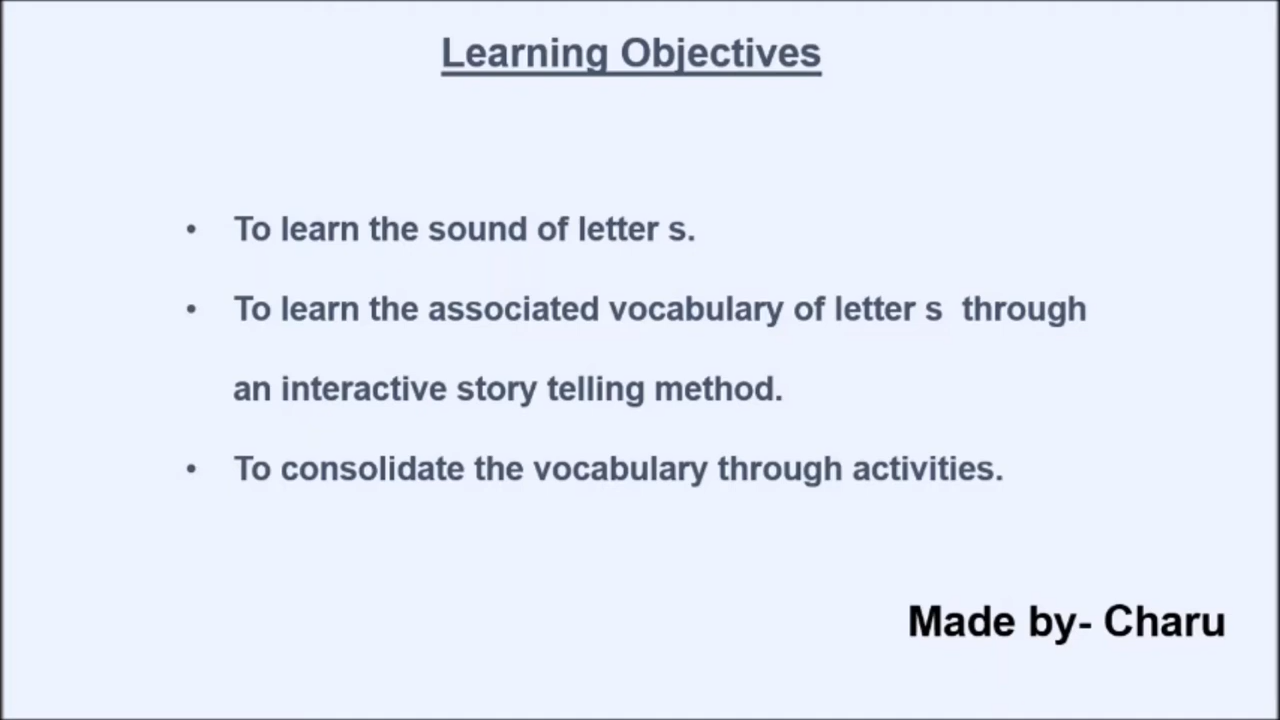 Learning Objectives
• To learn the sound of letter s.
• To learn the associated vocabulary of letter s  through
an interactive story telling method.
• To consolidate the vocabulary through activities.
Made by- Charu